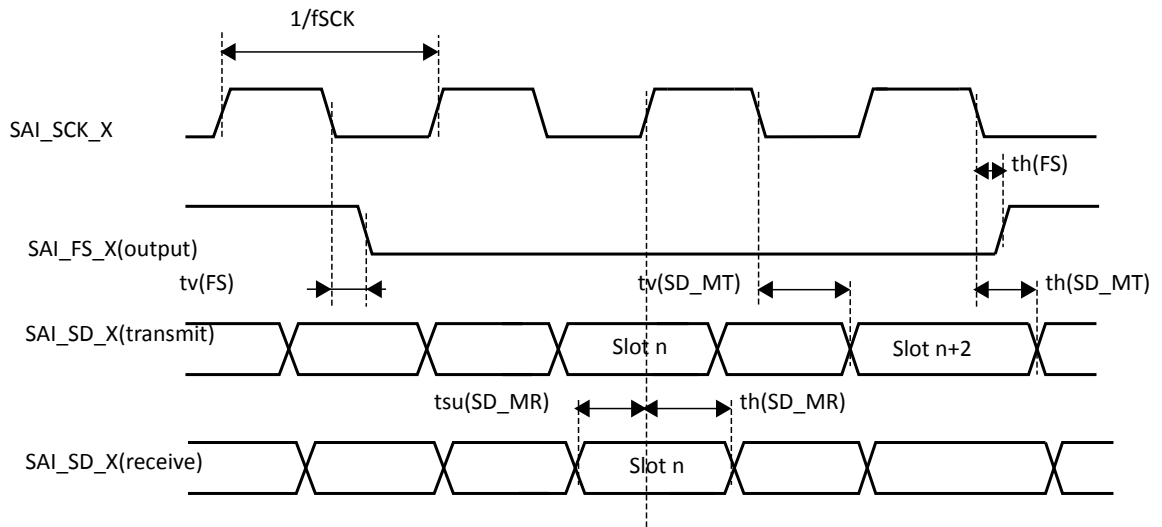 1/fSCK
SAI_SCK_X
th(FS)
SAI_FS_X(output)
tv(FS)
tv(SD_MT)
th(SD_MT)
SAI_SD_X(transmit)
Slot n
Slot n+2
tsu(SD_MR)
th(SD_MR)
SAI_SD_X(receive)
Slot n